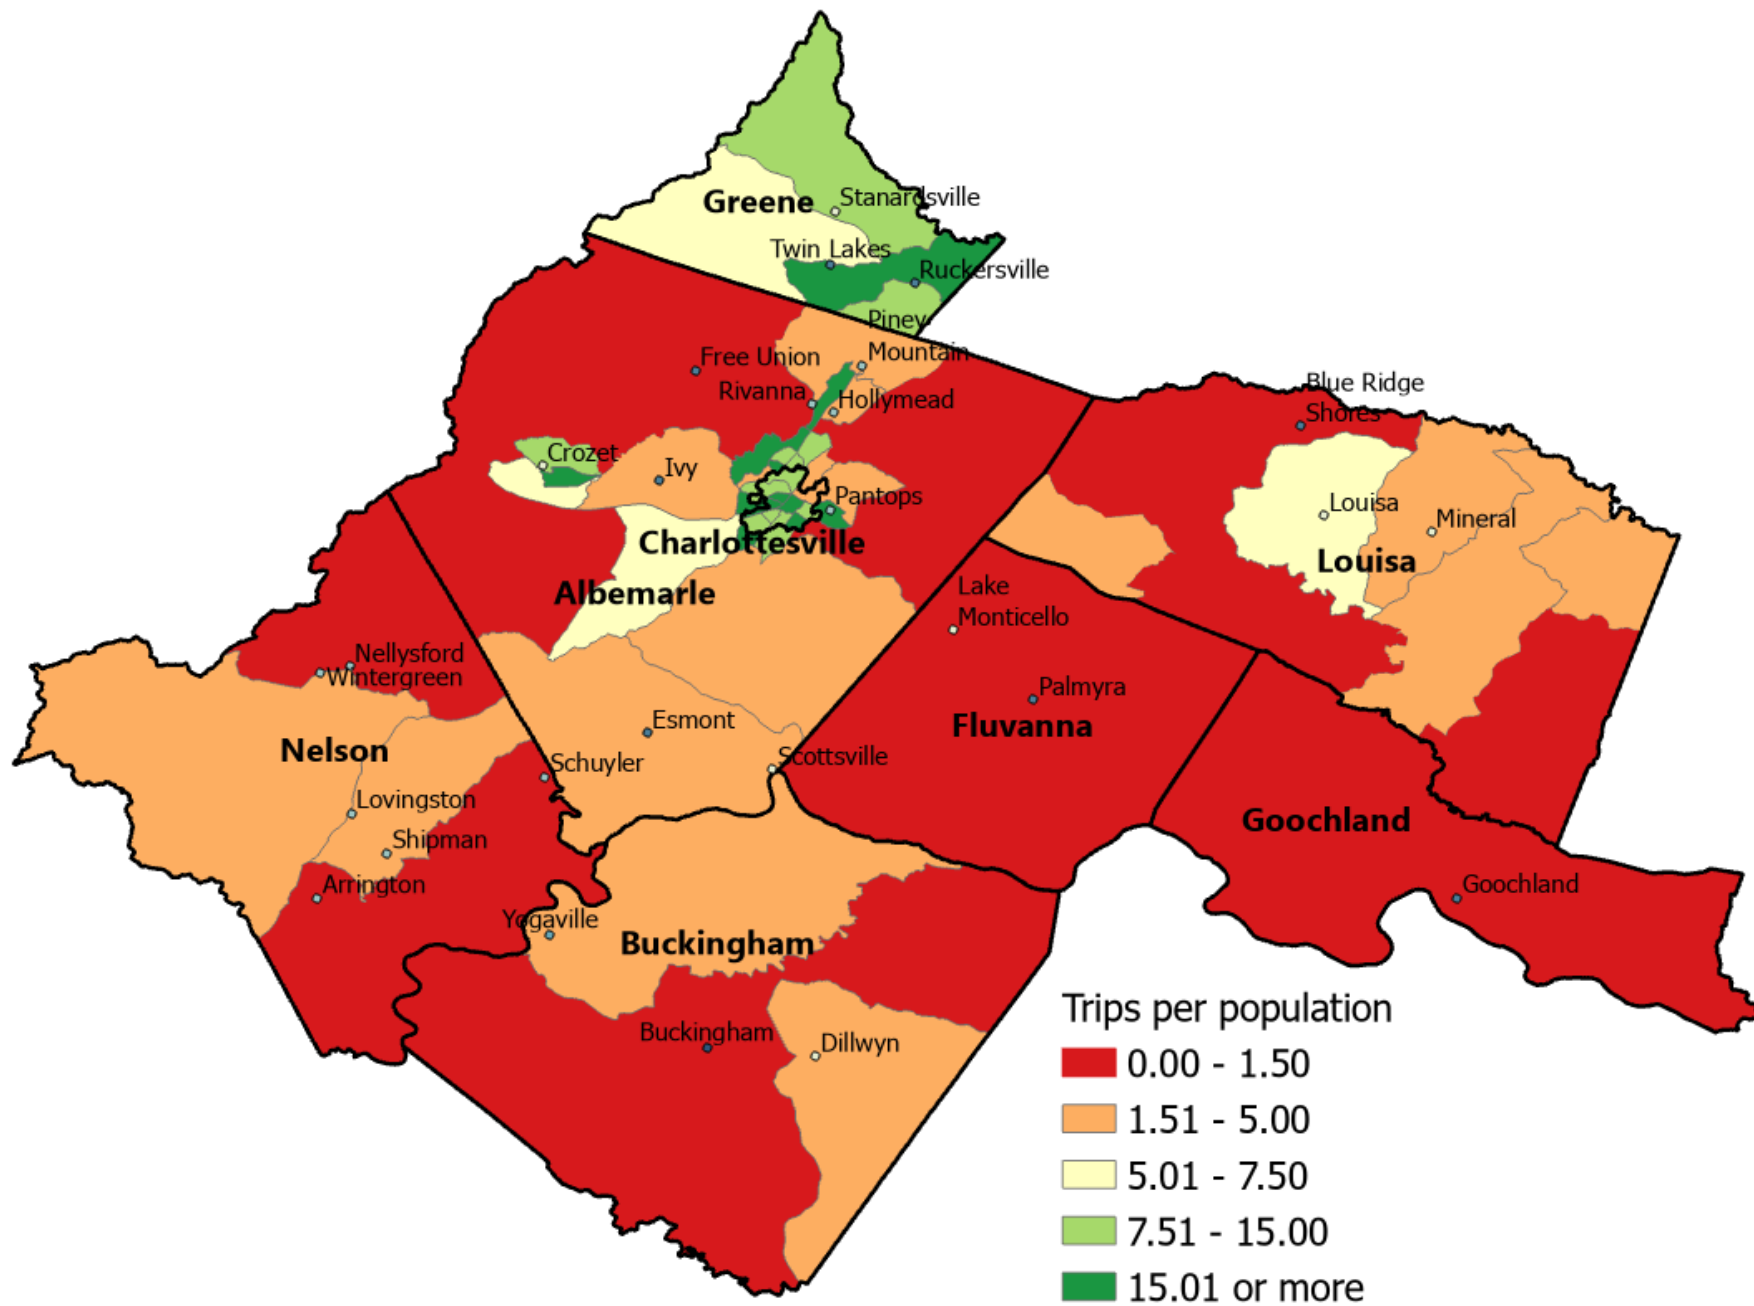 Stanardsville
Greene
Twin Lakes
Ruckersville
Piney
Mountain
Free Union
Rivanna
Hollymead
Blue Ridge
Shores
Crozet
Ivy
Pantops
Louisa
Mineral
Charlottesville
Louisa
Albemarle
Lake
Monticello
Nellysford
Wintergreen
Palmyra
Esmont
Fluvanna
Nelson
Schuyler
Scottsville
Lovingston
Goochland
Shipman
Arrington
Goochland
Yogaville
Buckingham
Buckingham
Dillwyn
Trips per population
0.00 - 1.50
1.51 - 5.00
5.01 - 7.50
7.51 - 15.00
15.01 or more